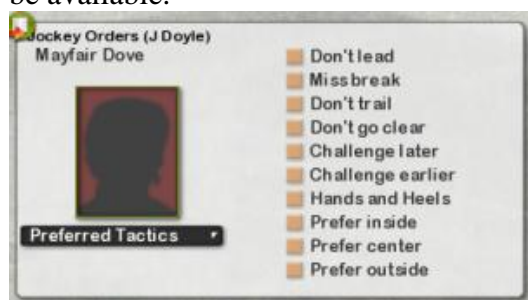 be available.
Jockey Orders (J Doyle)
Mayfair Dove
Preferred Tactics
Don't lead
Miss break
Don't trail
Don't go clear
Challenge later
Challenge earlier
Hands and Heels
Prefer inside
Prefer center
Prefer outside